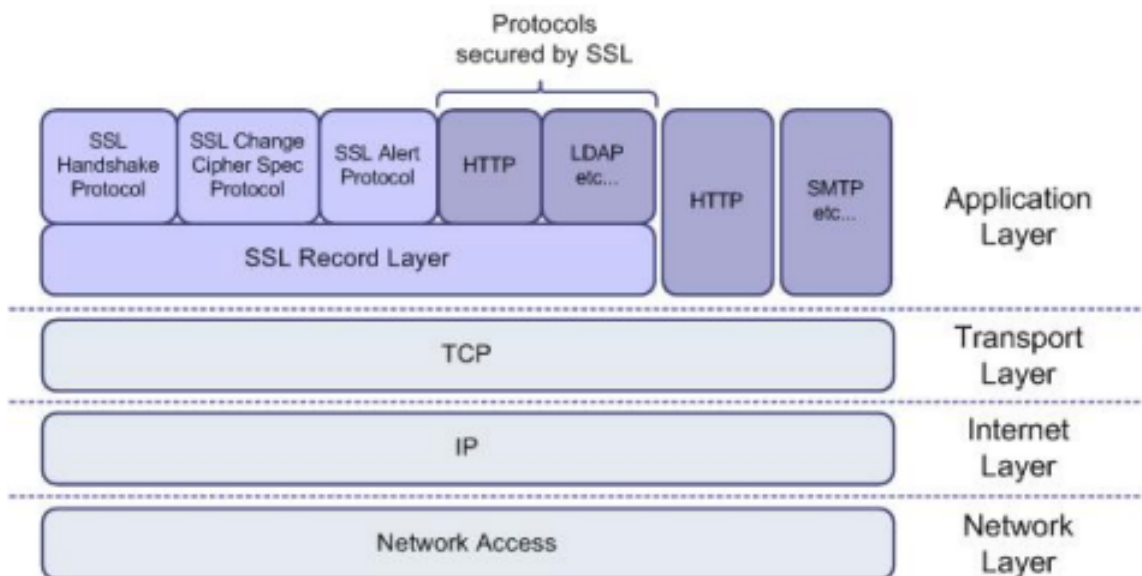 Protocols
secured by SSL
SSL
Handshake
Protocol
SSL Change
Cipher Spec
Protocol
SSL Alert
Protocol
HTTP
LDAP
etc...
HTTP
SMTP
etc...
Application
Layer
SSL Record Layer
TCP
Transport
Layer
IP
Internet
Layer
Network Access
Network
Layer